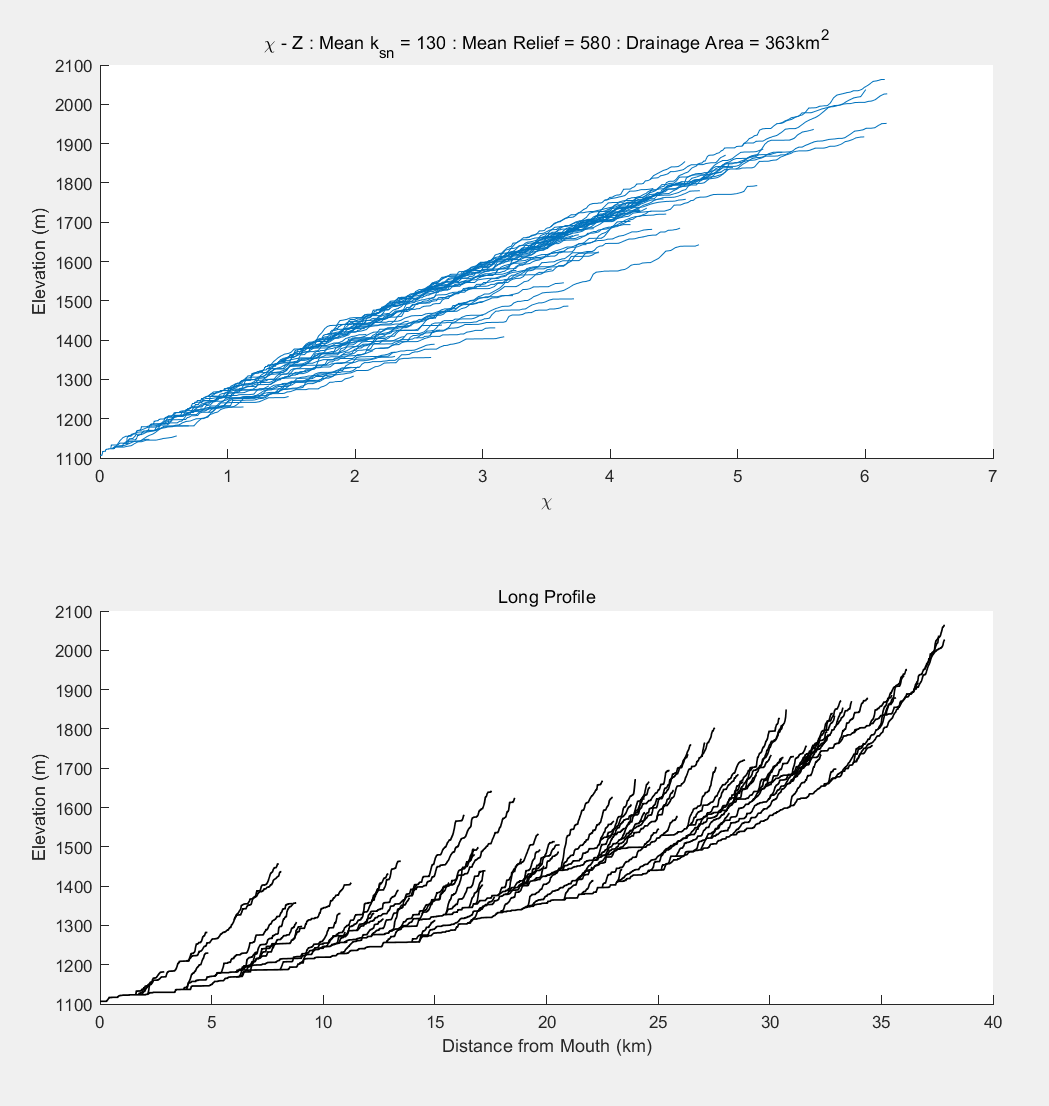 χ - Z : Mean ksn = 130 : Mean Relief = 580 : Drainage Area = 363km2
2100
2000
1900
1800
1700
1600
1500
1400
1300
1200
1100
Elevation (m)
0 1 2 3 4 5 6 7
χ
Long Profile
2100
2000
1900
1800
1700
1600
1500
1400
1300
1200
1100
Elevation (m)
0 5 10 15 20 25 30 35 40
Distance from Mouth (km)